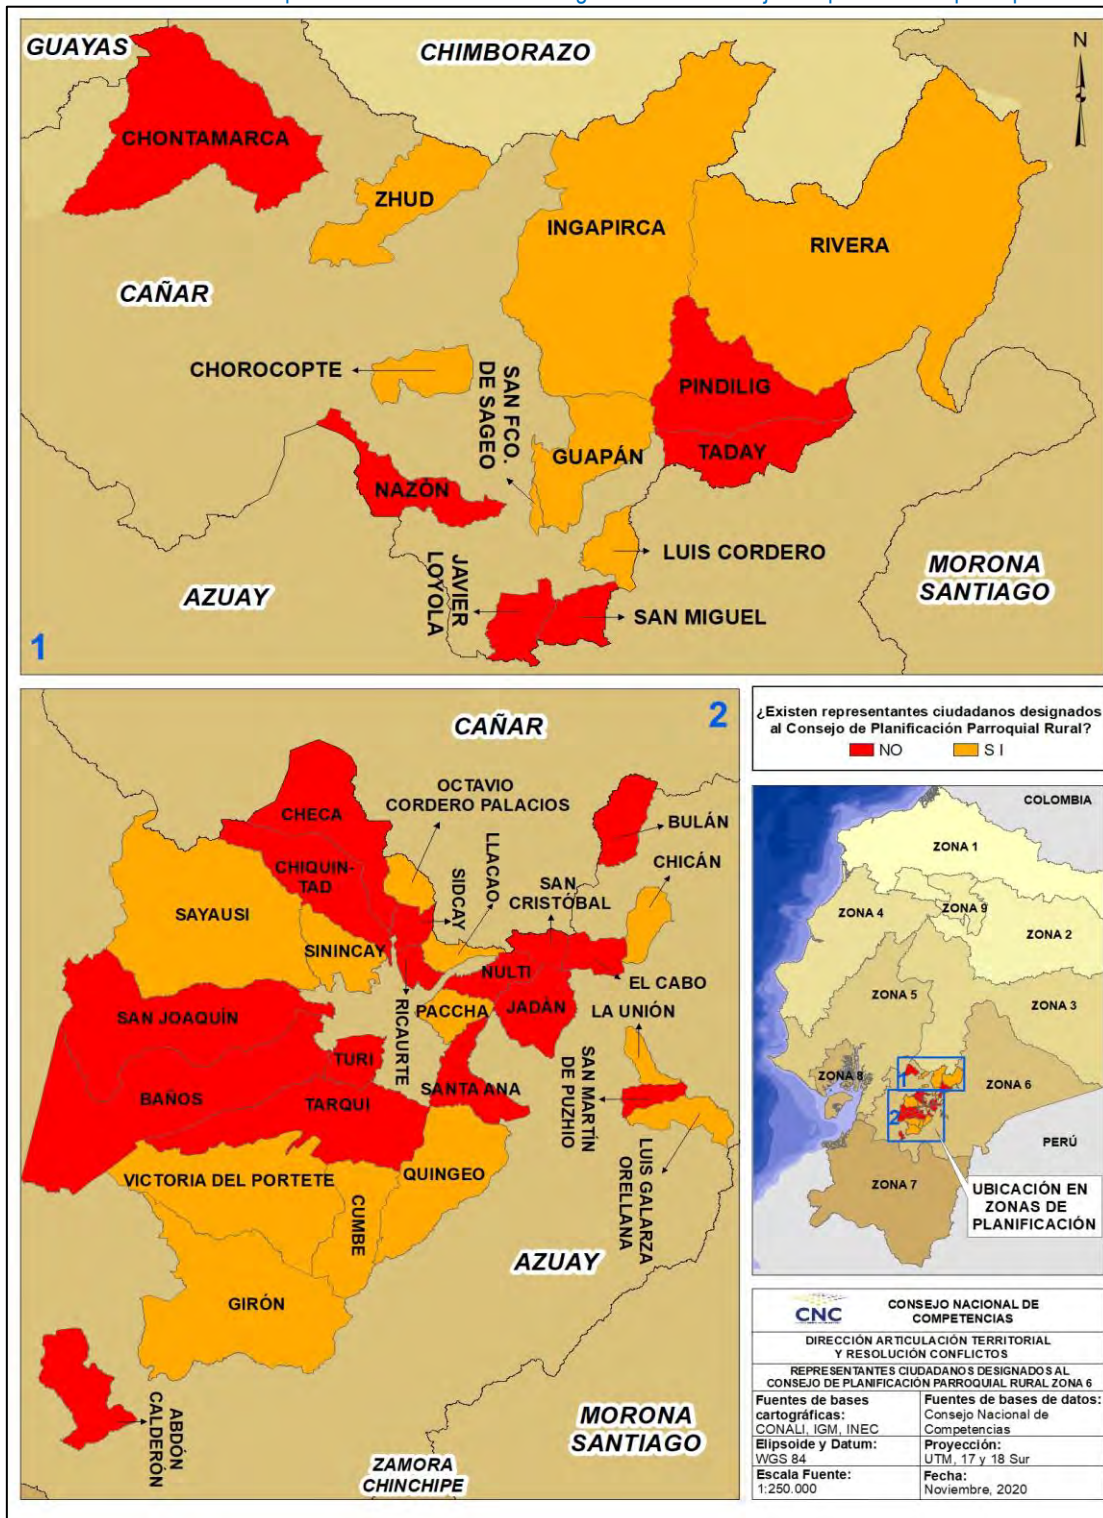 GUAYAS
CHIMBORAZO
N
CHONTAMARCA
ZHUD
INGAPIRCA
RIVERA
CAÑAR
CHOROCOPTE
SAN FCO.
DE SAGEO
PINDILIG
GUAPÁN
TADAY
NAZÓN
LUIS CORDERO
JAVIER
LOYOLA
MORONA
SANTIAGO
AZUAY
SAN MIGUEL
1
CAÑAR
2
OCTAVIO
CORDERO PALACIOS
CHECA
BULÁN
LLACAO
CHIQUIN-
TAD
CHICÁN
SIDCAY
SAN
CRISTÓBAL
SAYAUSI
SININCAY
NULTI
EL CABO
PACCHA
JADÁN
LA UNIÓN
SAN JOAQUÍN
RICAURTE
TURI
SANTA ANA
SAN MARTÍN
DE PUZHIO
BAÑOS
TARQUI
VICTORIA DEL PORTETE
QUINGEO
CUMBE
LUIS GALARZA
ORELLANA
AZUAY
GIRÓN
ABDÓN
CALDERÓN
MORONA
SANTIAGO
ZAMORA
CHINCHIPE
¿Existen representantes ciudadanos designados
al Consejo de Planificación Parroquial Rural?
NO SI
COLOMBIA
ZONA 1
ZONA 4
ZONA 9
ZONA 2
ZONA 5
ZONA 3
ZONA 8
1
ZONA 6
2
PERÚ
ZONA 7
UBICACIÓN EN
ZONAS DE
PLANIFICACIÓN
CNC
CONSEJO NACIONAL DE
COMPETENCIAS
DIRECCIÓN ARTICULACIÓN TERRITORIAL
Y RESOLUCIÓN CONFLICTOS
REPRESENTANTES CIUDADANOS DESIGNADOS AL
CONSEJO DE PLANIFICACIÓN PARROQUIAL RURAL ZONA 6
Fuentes de bases
cartográficas:
CONALI, IGM, INEC
Fuentes de bases de datos:
Consejo Nacional de
Competencias
Elipsoide y Datum:
WGS 84
Proyección:
UTM, 17 y 18 Sur
Escala Fuente:
1:250.000
Fecha:
Noviembre, 2020